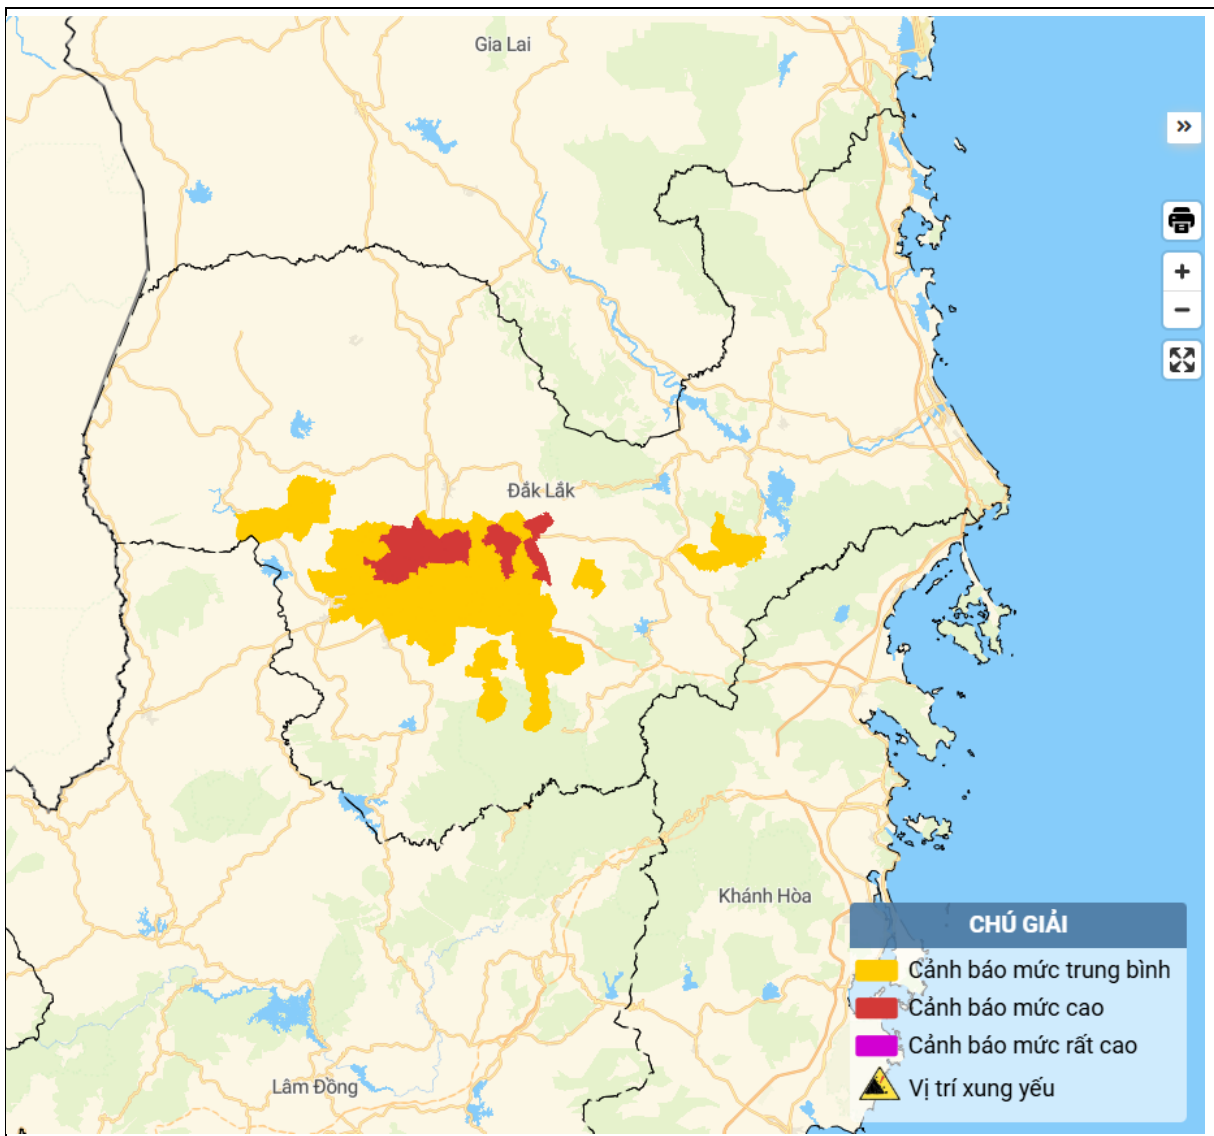 Gia Lai
»
+
−
Đắk Lắk
Khánh Hòa
CHÚ GIẢI
Cảnh báo mức trung bình
Cảnh báo mức cao
Cảnh báo mức rất cao
Vị trí xung yếu
Lâm Đồng